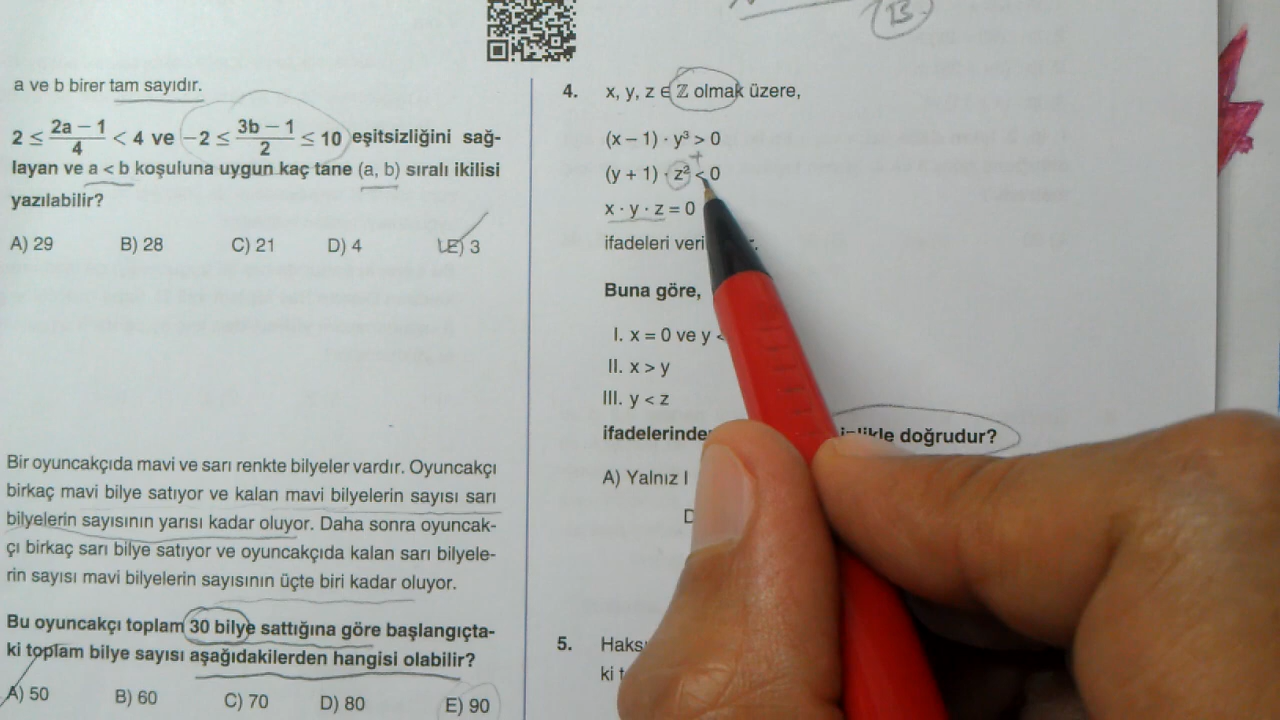 B
a ve b birer tam sayıdır.
2 ≤ (2a – 1)/4 < 4 ve –2 ≤ (3b – 1)/2 ≤ 10 eşitsizliğini sağ-
layan ve a < b koşuluna uygun kaç tane (a, b) sıralı ikilisi
yazılabilir?
A) 29 B) 28 C) 21 D) 4 E) 3
Bir oyuncakçıda mavi ve sarı renkte bilyeler vardır. Oyuncakçı
birkaç mavi bilye satıyor ve kalan mavi bilyelerin sayısı sarı
bilyelerin sayısının yarısı kadar oluyor. Daha sonra oyuncak-
çı birkaç sarı bilye satıyor ve oyuncakçıda kalan sarı bilyele-
rin sayısı mavi bilyelerin sayısının üçte biri kadar oluyor.
Bu oyuncakçı toplam 30 bilye sattığına göre başlangıçta-
ki toplam bilye sayısı aşağıdakilerden hangisi olabilir?
A) 50 B) 60 C) 70 D) 80 E) 90
4. x, y, z ∈ ℤ olmak üzere,
(x – 1) · y³ > 0
+
(y + 1) · z² < 0
x · y · z = 0
ifadeleri
Buna göre,
I. x = 0 ve y <
II. x > y
III. y < z
doğrudur?
A) Yalnız I
5.